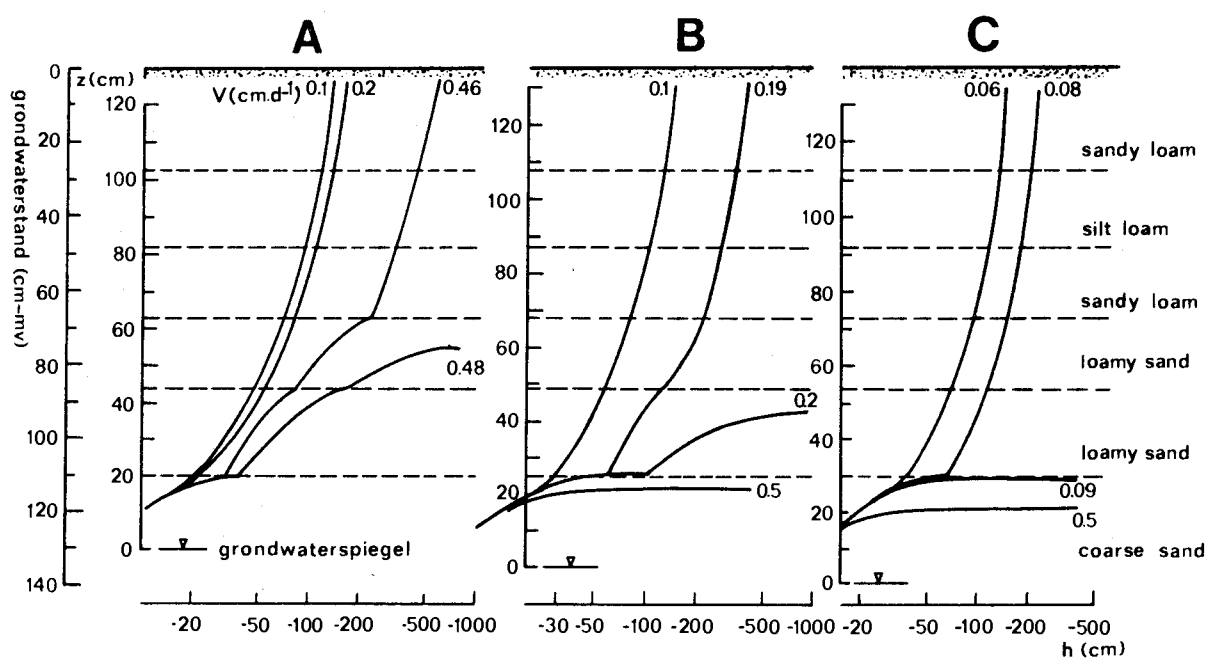 A B C
grondwaterstand (cm-mv)
0
20
40
60
80
100
120
140
z (cm)
120
100
80
60
40
20
0
V (cm.d⁻¹) 0.1 0.2 0.46
0.48
grondwaterspiegel
-20 -50 -100 -200 -1000
120
100
80
60
40
20
0
0.1 0.19
0.2
0.5
-30 -50 -100 -200 -1000
120
100
80
60
40
20
0
0.06 0.08
0.09
0.5
-20 -50 -100 -200 -500
h (cm)
sandy loam
silt loam
sandy loam
loamy sand
loamy sand
coarse sand